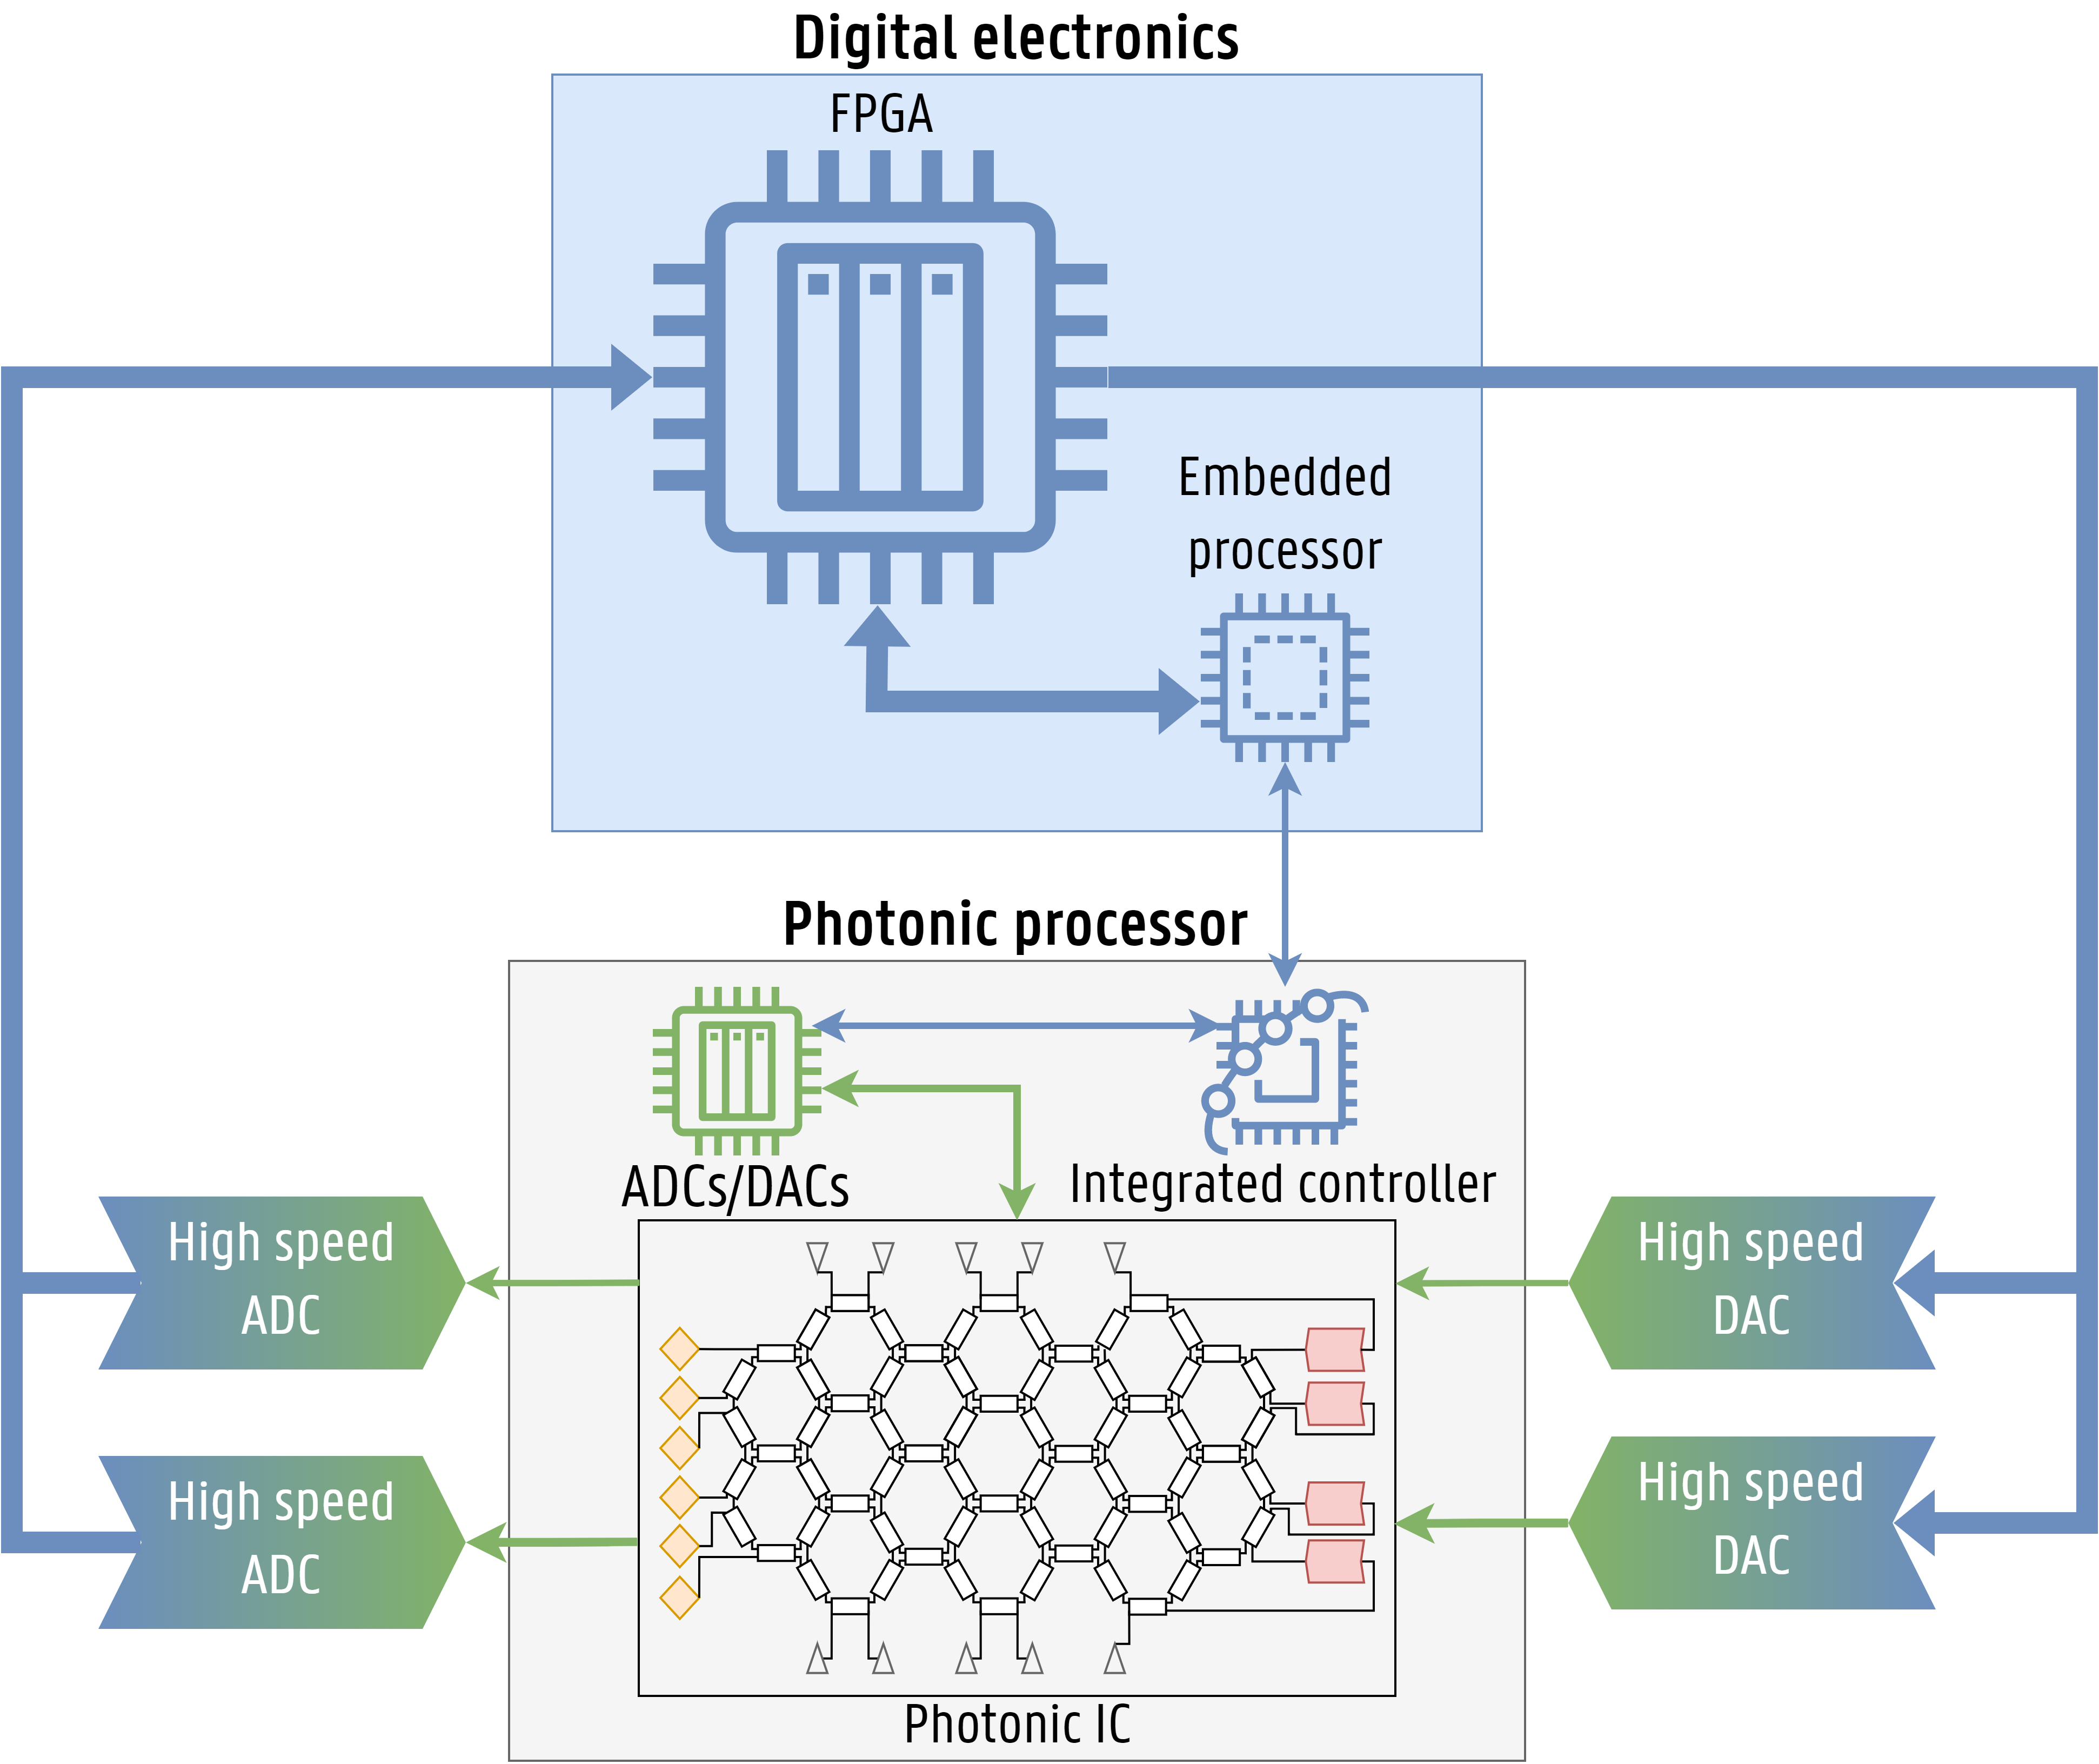 Digital electronics
FPGA
Embedded
processor
Photonic processor
ADCs/DACs
Integrated controller
High speed
ADC
High speed
DAC
High speed
ADC
High speed
DAC
Photonic IC